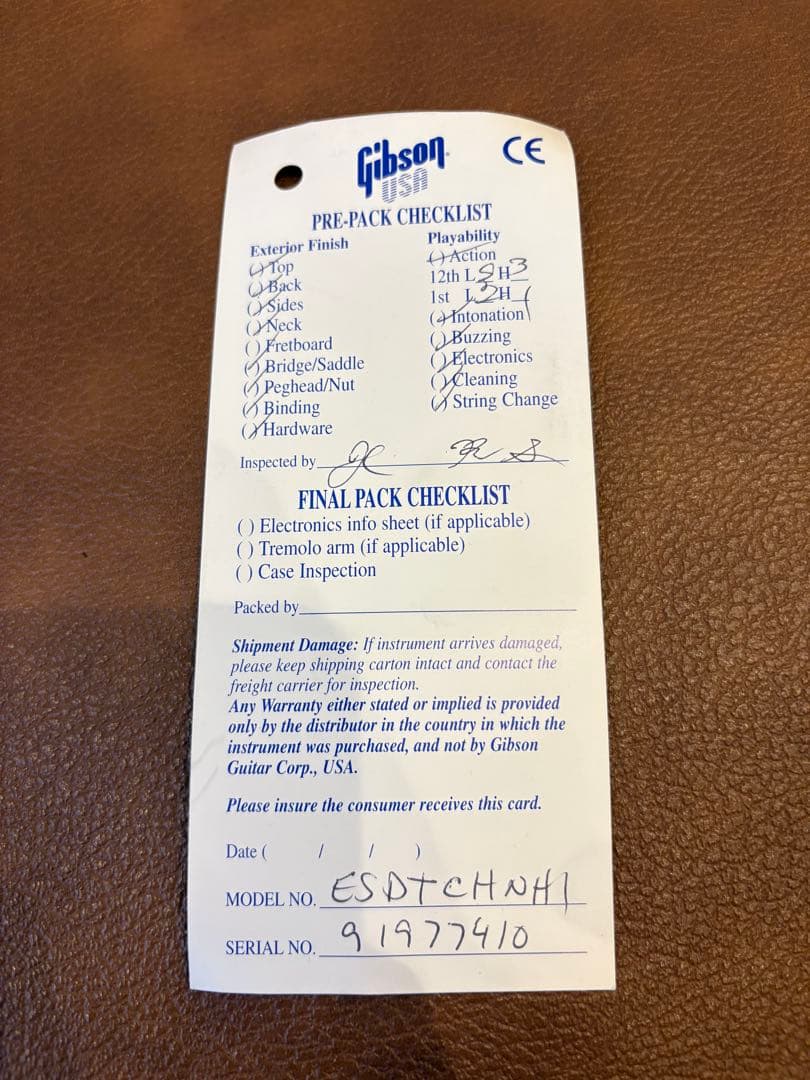 Gibson
USA
CE
PRE-PACK CHECKLIST
Exterior Finish
(✓) Top
(✓) Back
(✓) Sides
(✓) Neck
(✓) Fretboard
(✓) Bridge/Saddle
(✓) Peghead/Nut
(✓) Binding
(✓) Hardware
Playability
(✓) Action
12th L H 3
1st L 2 H 1
(✓) Intonation
(✓) Buzzing
(✓) Electronics
(✓) Cleaning
(✓) String Change
Inspected by
FINAL PACK CHECKLIST
( ) Electronics info sheet (if applicable)
( ) Tremolo arm (if applicable)
( ) Case Inspection
Packed by
Shipment Damage: If instrument arrives damaged,
please keep shipping carton intact and contact the
freight carrier for inspection.
Any Warranty either stated or implied is provided
only by the distributor in the country in which the
instrument was purchased, and not by Gibson
Guitar Corp., USA.
Please insure the consumer receives this card.
Date ( / / )
MODEL NO. ESDTCHNH1
SERIAL NO. 91977410